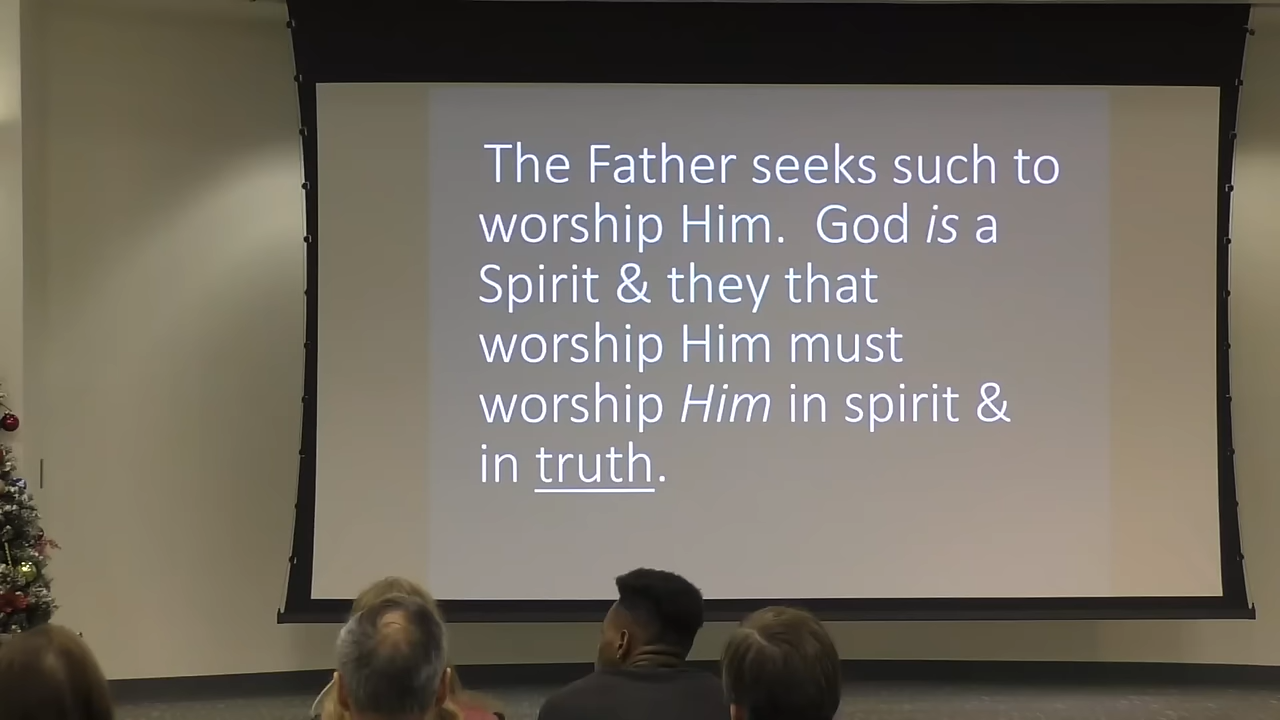 The Father seeks such to
worship Him. God is a
Spirit & they that
worship Him must
worship Him in spirit &
in truth.